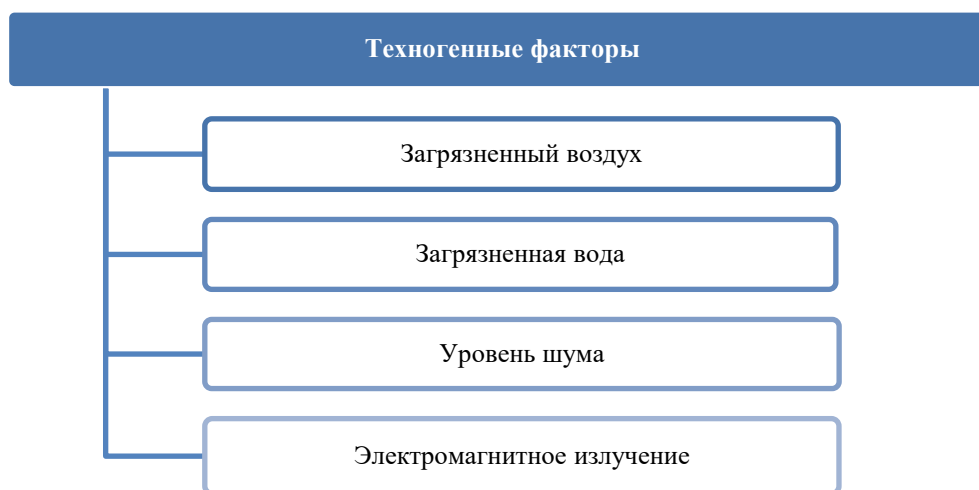 Техногенные факторы
Загрязненный воздух
Загрязненная вода
Уровень шума
Электромагнитное излучение